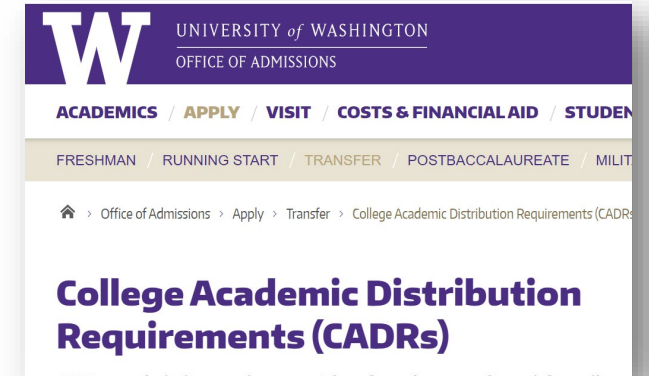 W
UNIVERSITY of WASHINGTON
OFFICE OF ADMISSIONS
ACADEMICS / APPLY / VISIT / COSTS & FINANCIAL AID / STUDEN
FRESHMAN / RUNNING START / TRANSFER / POSTBACCALAUREATE / MILIT
> Office of Admissions > Apply > Transfer > College Academic Distribution Requirements (CADRs
College Academic Distribution
Requirements (CADRs)